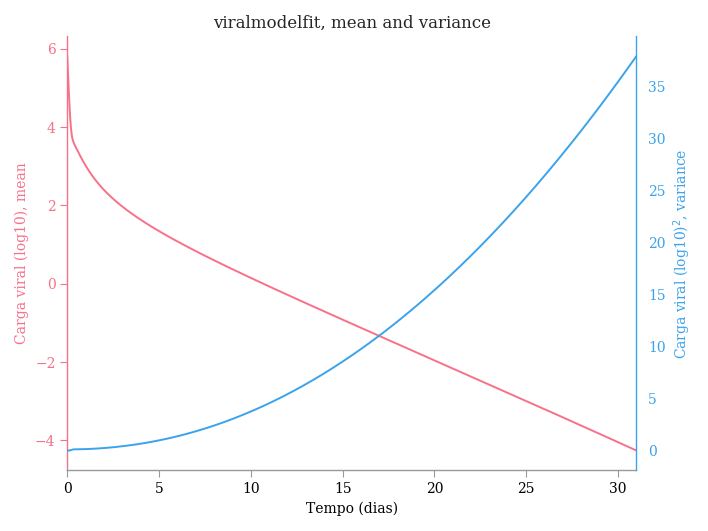 viralmodelfit, mean and variance
Carga viral (log10), mean
6
4
2
0
−2
−4
Carga viral (log10)², variance
35
30
25
20
15
10
5
0
0 5 10 15 20 25 30
Tempo (dias)